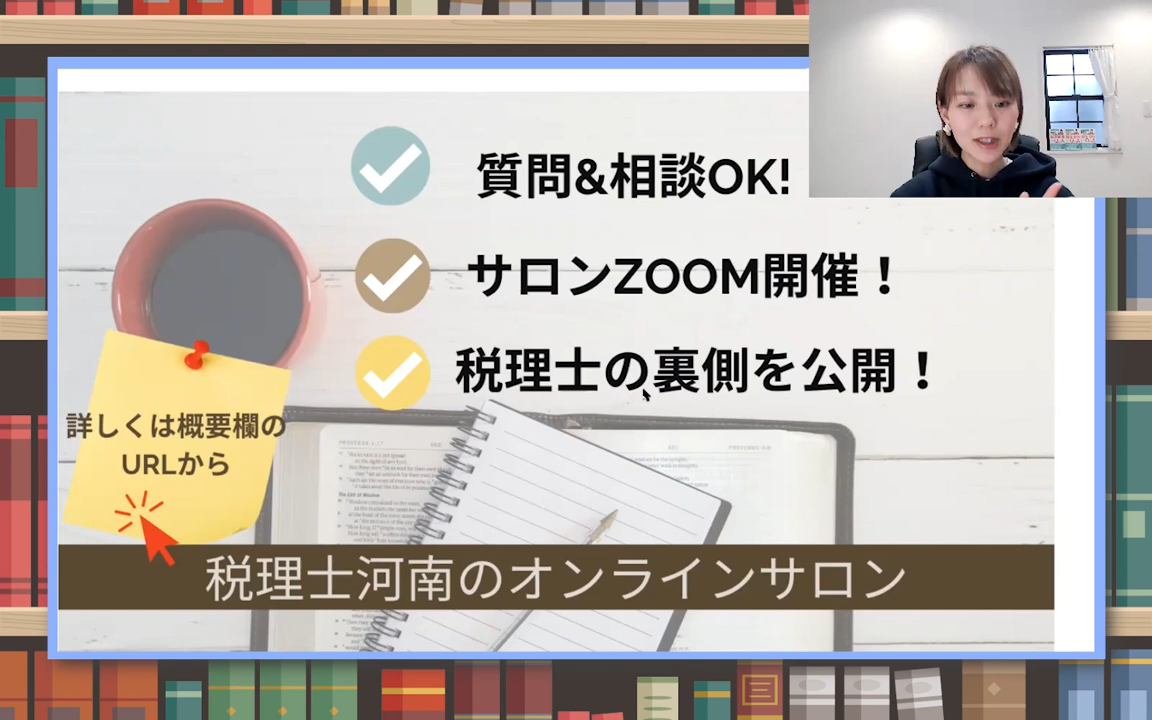 質問&相談OK!
サロンZOOM開催！
税理士の裏側を公開！
詳しくは概要欄の
URLから
税理士河南のオンラインサロン